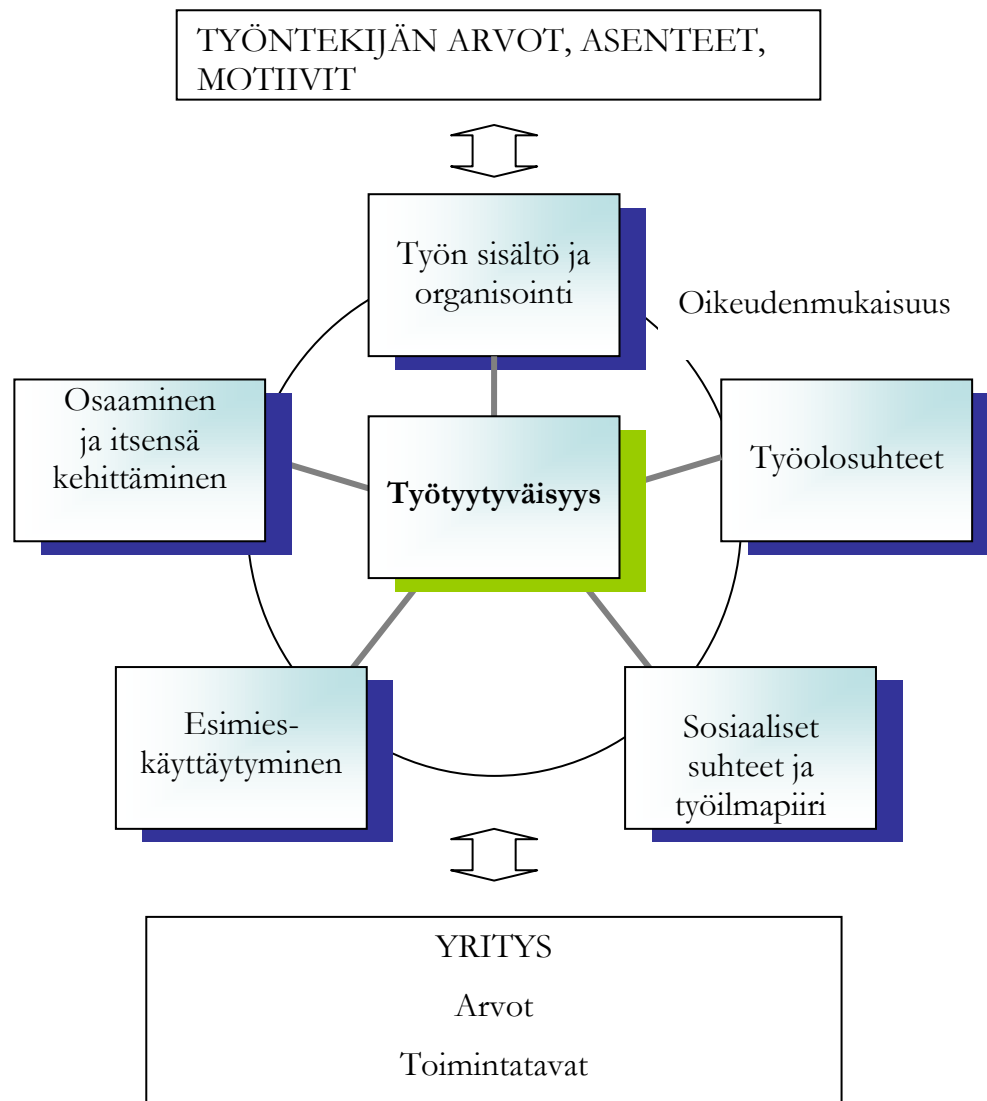 TYÖNTEKIJÄN ARVOT, ASENTEET,
MOTIIVIT
Työn sisältö ja
organisointi
Oikeudenmukaisuus
Osaaminen
ja itsensä
kehittäminen
Työtyytyväisyys
Työolosuhteet
Esimies-
käyttäytyminen
Sosiaaliset
suhteet ja
työilmapiiri
YRITYS
Arvot
Toimintatavat